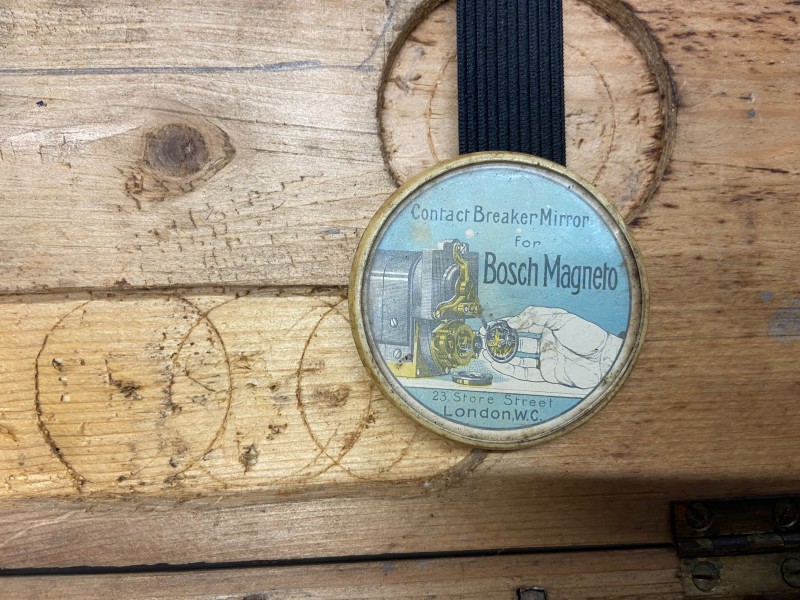 Contact Breaker Mirror
for
Bosch Magneto
23, Store Street
London, W.C.